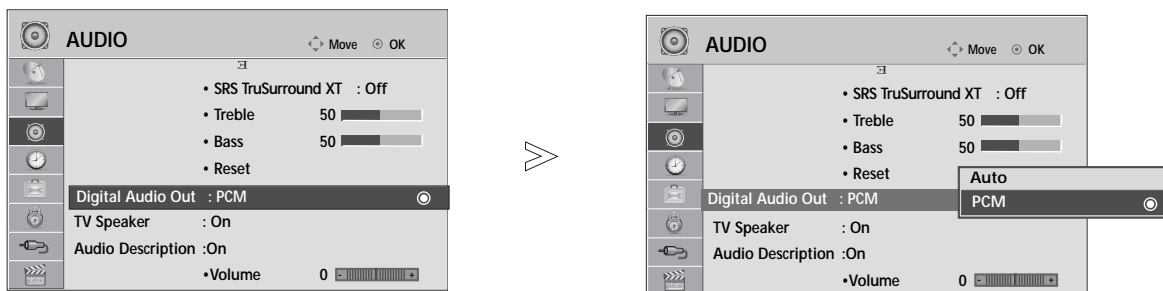 AUDIO
Move OK
E
• SRS TruSurround XT : Off
• Treble 50
• Bass 50
• Reset
Digital Audio Out : PCM
TV Speaker : On
Audio Description :On
•Volume 0 - +
AUDIO
Move OK
E
• SRS TruSurround XT : Off
• Treble 50
• Bass 50
• Reset
Digital Audio Out : PCM
Auto
PCM
TV Speaker : On
Audio Description :On
•Volume 0 - +